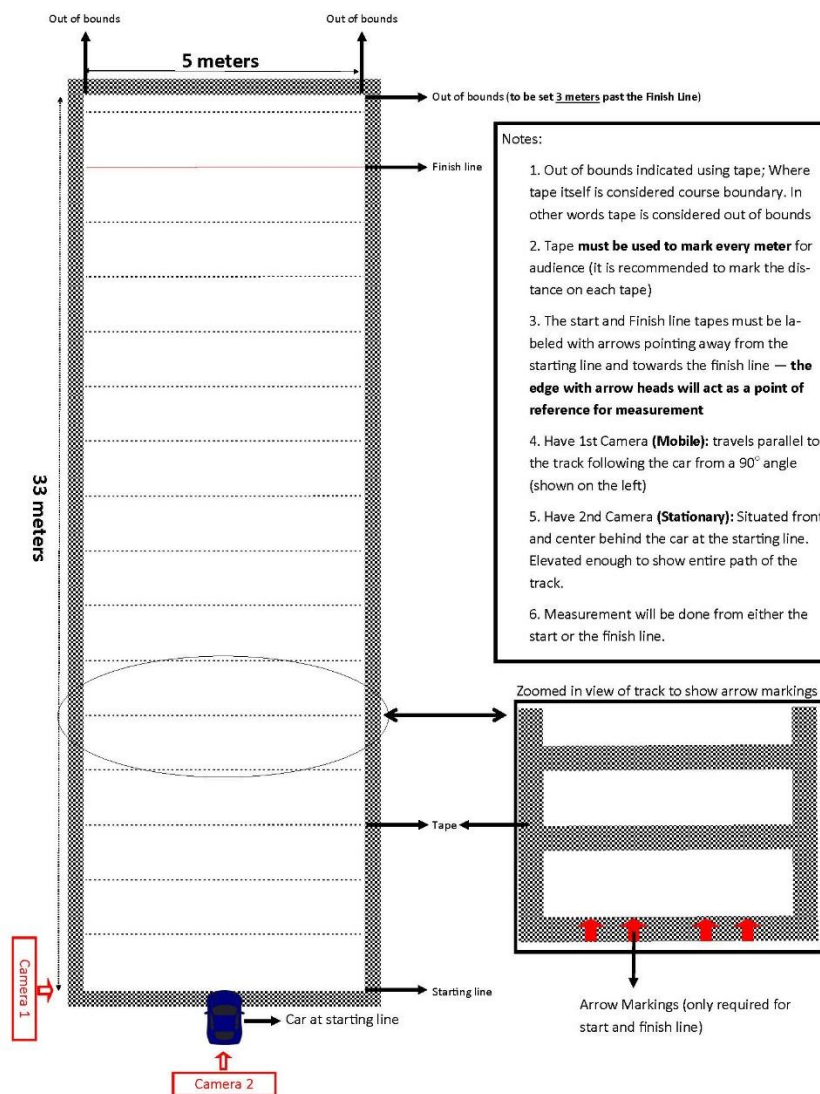 Out of bounds
Out of bounds
5 meters
Out of bounds (to be set 3 meters past the Finish Line)
Finish line
Notes:
1. Out of bounds indicated using tape; Where
tape itself is considered course boundary. In
other words tape is considered out of bounds
2. Tape must be used to mark every meter for
audience (it is recommended to mark the dis-
tance on each tape)
3. The start and Finish line tapes must be la-
beled with arrows pointing away from the
starting line and towards the finish line — the
edge with arrow heads will act as a point of
reference for measurement
4. Have 1st Camera (Mobile): travels parallel to
the track following the car from a 90° angle
(shown on the left)
5. Have 2nd Camera (Stationary): Situated front
and center behind the car at the starting line.
Elevated enough to show entire path of the
track.
6. Measurement will be done from either the
start or the finish line.
33 meters
Zoomed in view of track to show arrow markings
Tape
Camera 1
Starting line
Car at starting line
Arrow Markings (only required for
start and finish line)
Camera 2